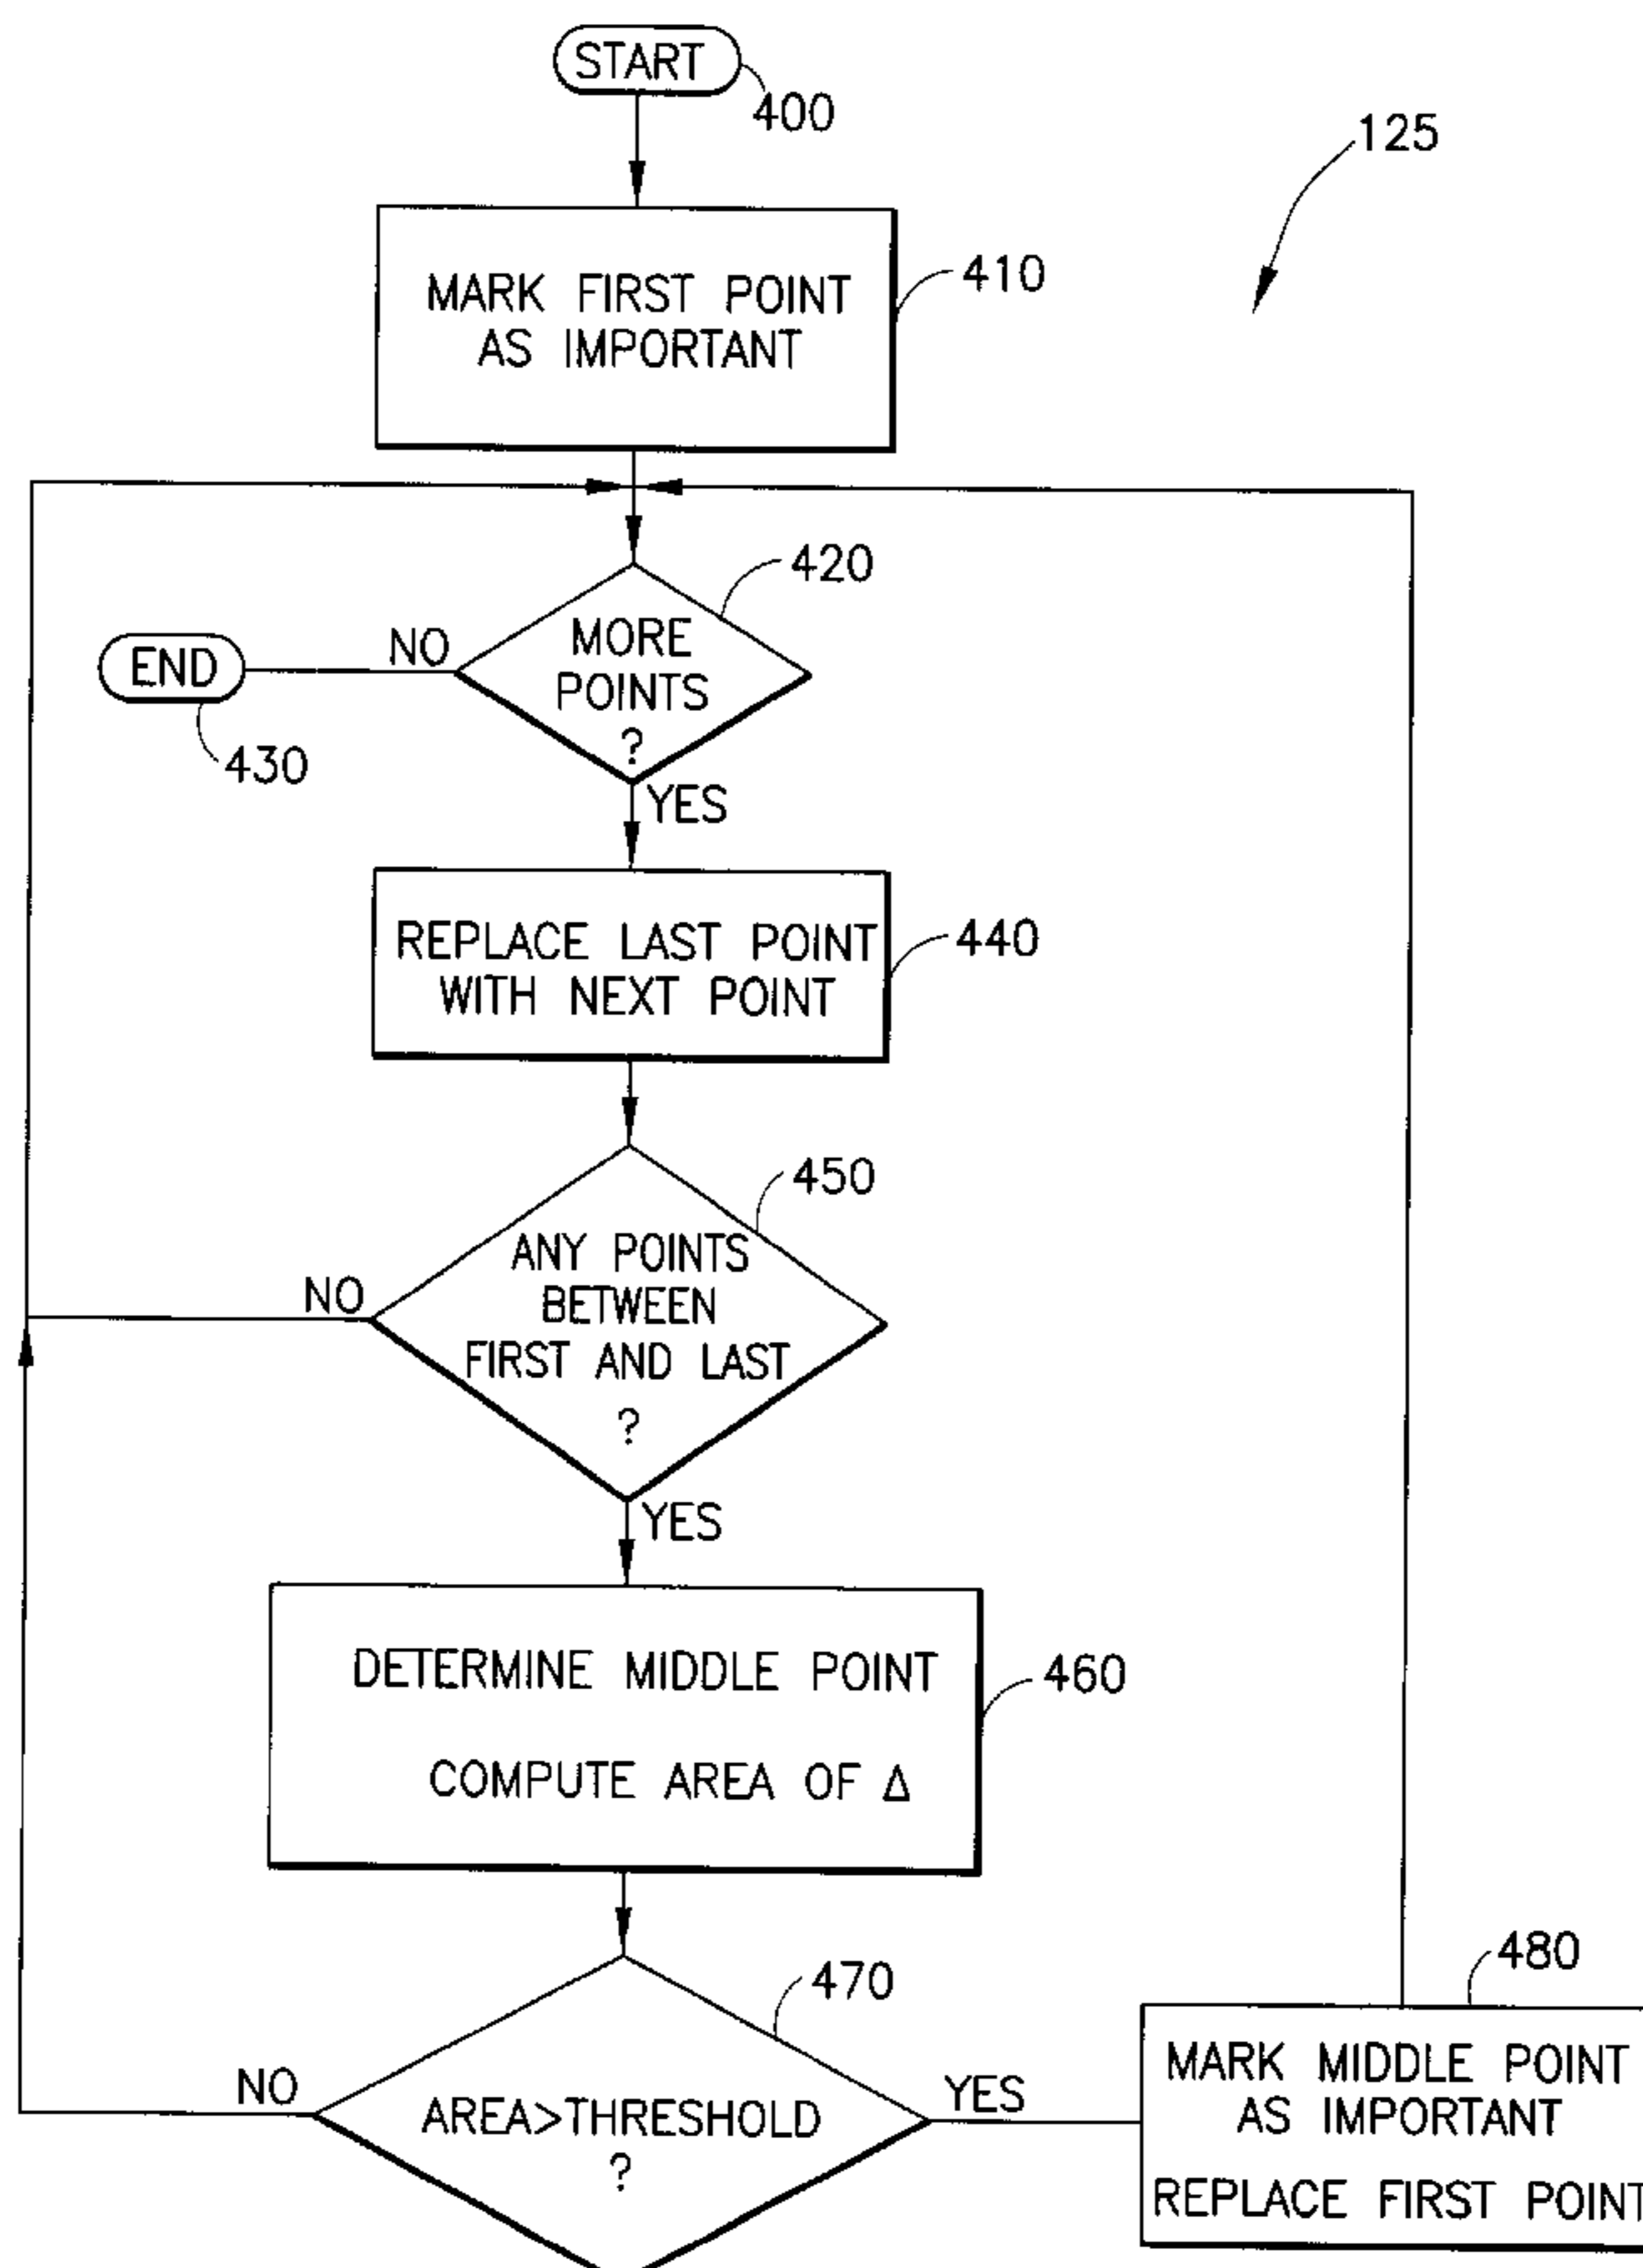 START
400
125
MARK FIRST POINT
AS IMPORTANT
410
420
MORE
POINTS
?
NO
END
430
YES
REPLACE LAST POINT
WITH NEXT POINT
440
450
ANY POINTS
BETWEEN
FIRST AND LAST
?
NO
YES
DETERMINE MIDDLE POINT
COMPUTE AREA OF Δ
460
470
AREA>THRESHOLD
?
NO
YES
480
MARK MIDDLE POINT
AS IMPORTANT
REPLACE FIRST POINT